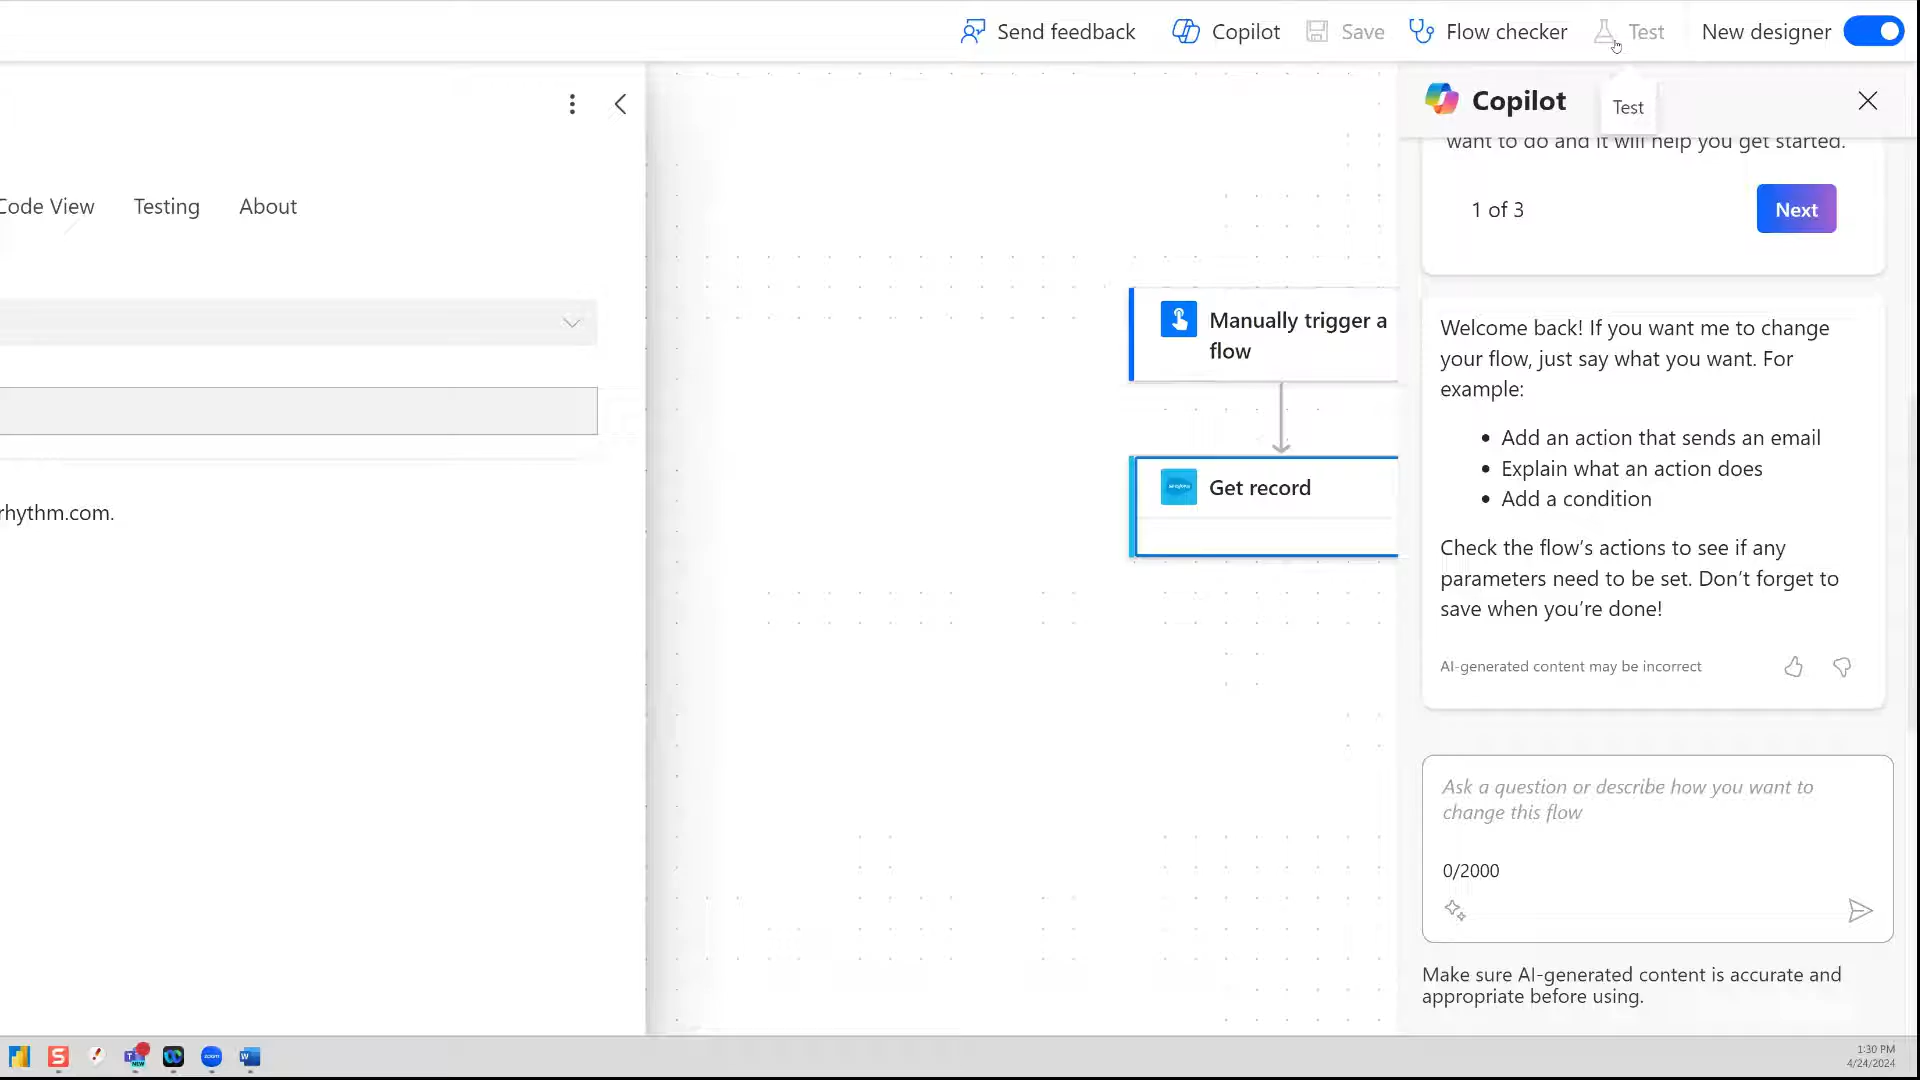 Send feedback
Copilot
Save
Flow checker
Test
New designer
Copilot
Test
want to do and it will help you get started.
1 of 3
Next
Code View
Testing
About
rhythm.com.
Manually trigger a
flow
Get record
Welcome back! If you want me to change
your flow, just say what you want. For
example:
• Add an action that sends an email
• Explain what an action does
• Add a condition
Check the flow’s actions to see if any
parameters need to be set. Don’t forget to
save when you’re done!
AI-generated content may be incorrect
Ask a question or describe how you want to
change this flow
0/2000
Make sure AI-generated content is accurate and
appropriate before using.
1:30 PM
4/24/2024